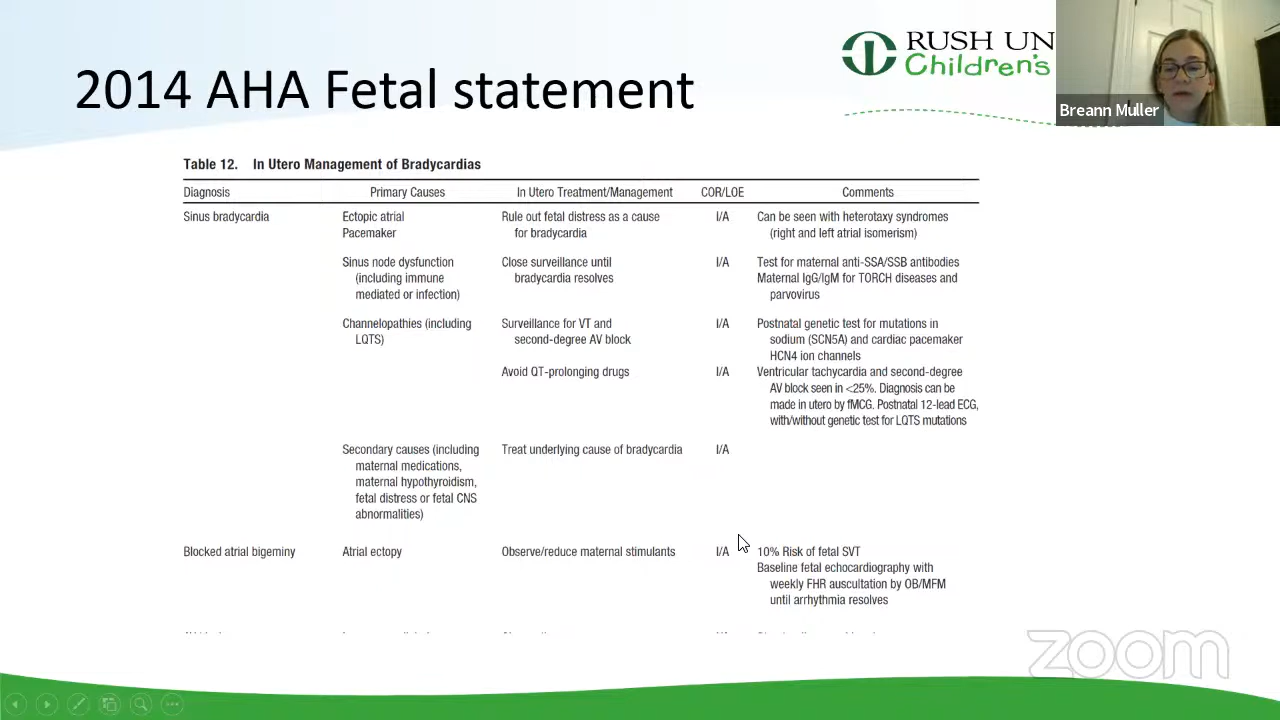 2014 AHA Fetal statement
RUSH UN
Children's
Breann Muller
Table 12. In Utero Management of Bradycardias
Diagnosis Primary Causes In Utero Treatment/Management COR/LOE Comments
Sinus bradycardia Ectopic atrial Rule out fetal distress as a cause I/A Can be seen with heterotaxy syndromes
Pacemaker for bradycardia (right and left atrial isomerism)
Sinus node dysfunction Close surveillance until I/A Test for maternal anti-SSA/SSB antibodies
(including immune bradycardia resolves Maternal IgG/IgM for TORCH diseases and
mediated or infection) parvovirus
Channelopathies (including Surveillance for VT and I/A Postnatal genetic test for mutations in
LQTS) second-degree AV block sodium (SCN5A) and cardiac pacemaker
HCN4 ion channels
Avoid QT-prolonging drugs I/A Ventricular tachycardia and second-degree
AV block seen in <25%. Diagnosis can be
made in utero by fMCG. Postnatal 12-lead ECG,
with/without genetic test for LQTS mutations
Secondary causes (including Treat underlying cause of bradycardia I/A
maternal medications,
maternal hypothyroidism,
fetal distress or fetal CNS
abnormalities)
Blocked atrial bigeminy Atrial ectopy Observe/reduce maternal stimulants I/A 10% Risk of fetal SVT
Baseline fetal echocardiography with
weekly FHR auscultation by OB/MFM
until arrhythmia resolves
zoom